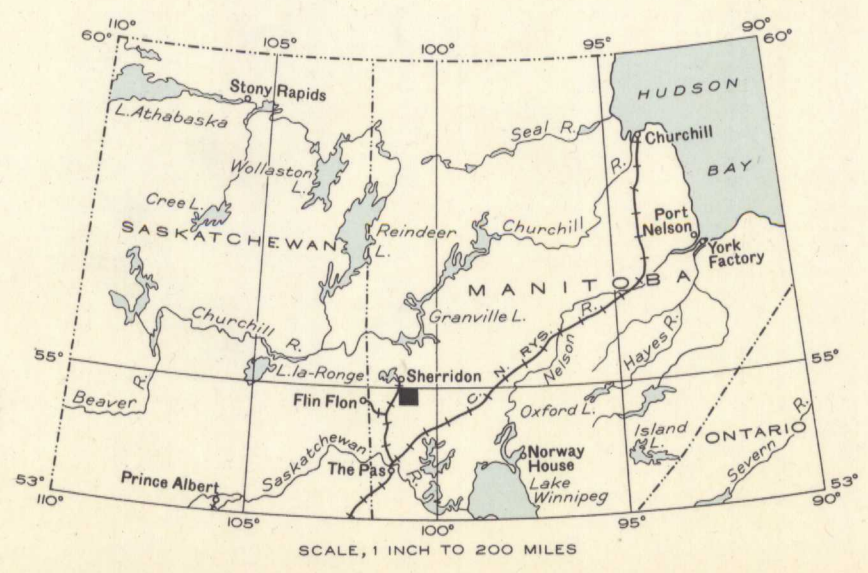 110°
105°
100°
95°
90°
60°
60°
HUDSON
BAY
Stony Rapids
L. Athabaska
Seal R.
Churchill
Wollaston
L.
R.
Cree L.
Port
Nelson
SASKATCHEWAN
Reindeer
L.
Churchill
York
Factory
MANITOBA
Churchill
R.
Granville L.
R.
Nelson
Hayes R.
C. N. RYS.
55°
55°
L. la-Ronge
Sherridon
Beaver
R.
Flin Flon
Oxford L.
Island
L.
ONTARIO
Severn R.
Saskatchewan
R.
The Pas
Norway
House
Lake
Winnipeg
Prince Albert
53°
53°
110°
105°
100°
95°
90°
SCALE, 1 INCH TO 200 MILES